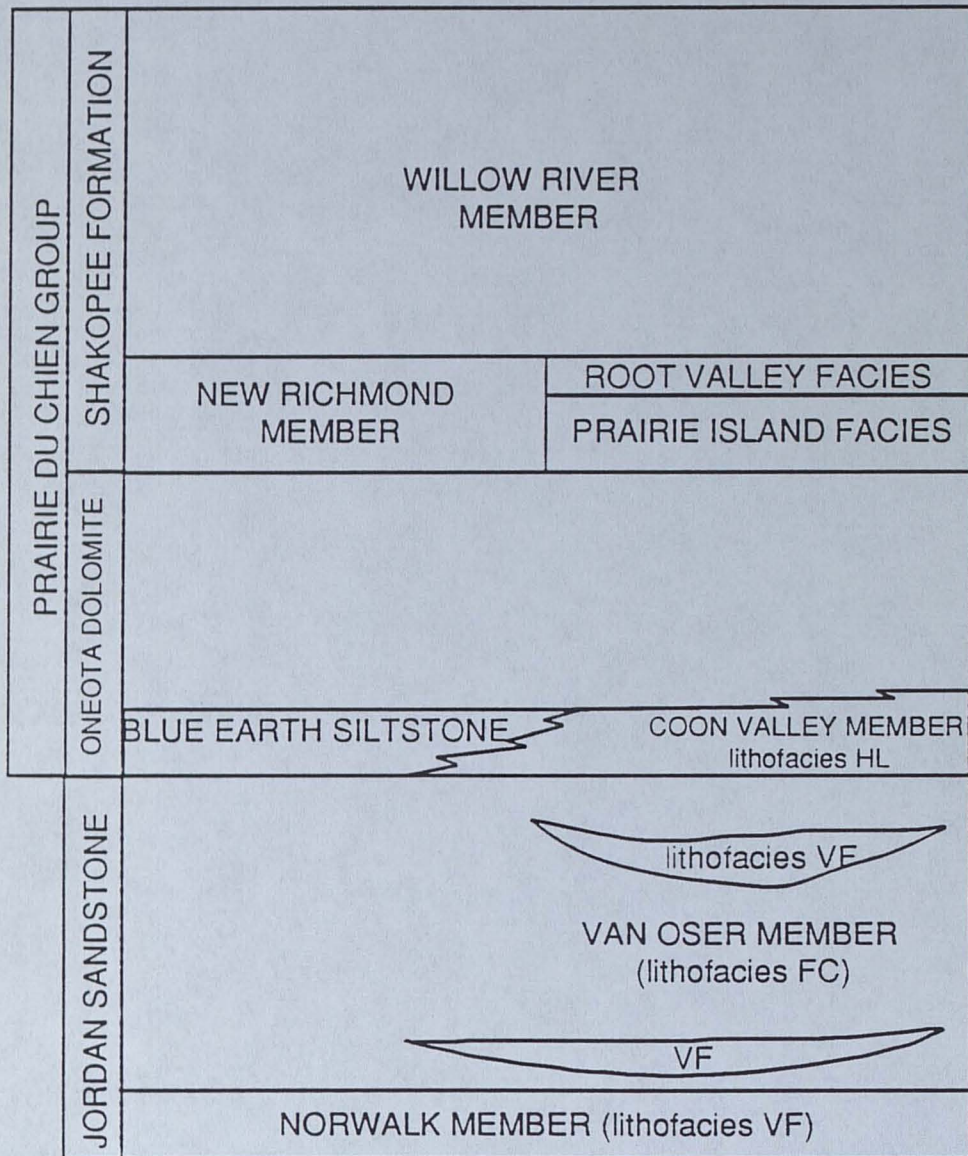 PRAIRIE DU CHIEN GROUP
SHAKOPEE FORMATION
WILLOW RIVER
MEMBER
NEW RICHMOND
MEMBER
ROOT VALLEY FACIES
PRAIRIE ISLAND FACIES
ONEOTA DOLOMITE
BLUE EARTH SILTSTONE
COON VALLEY MEMBER
lithofacies HL
JORDAN SANDSTONE
lithofacies VF
VAN OSER MEMBER
(lithofacies FC)
VF
NORWALK MEMBER (lithofacies VF)